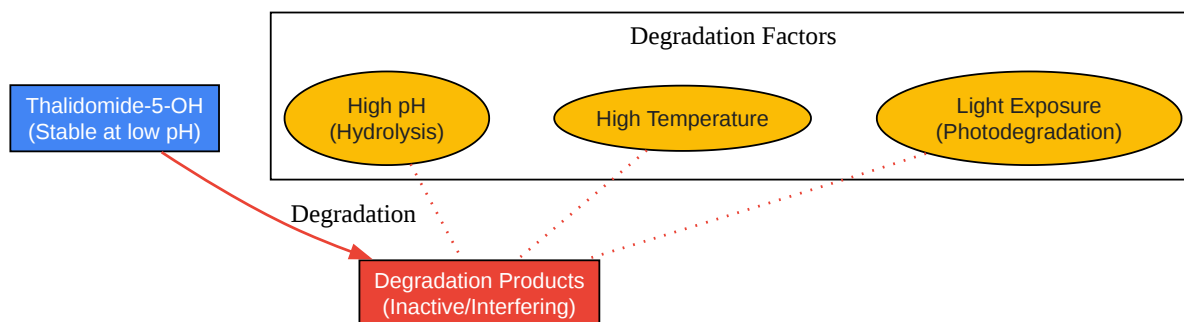 Degradation Factors
Thalidomide-5-OH
(Stable at low pH)
High pH
(Hydrolysis)
High Temperature
Light Exposure
(Photodegradation)
Degradation
Degradation Products
(Inactive/Interfering)